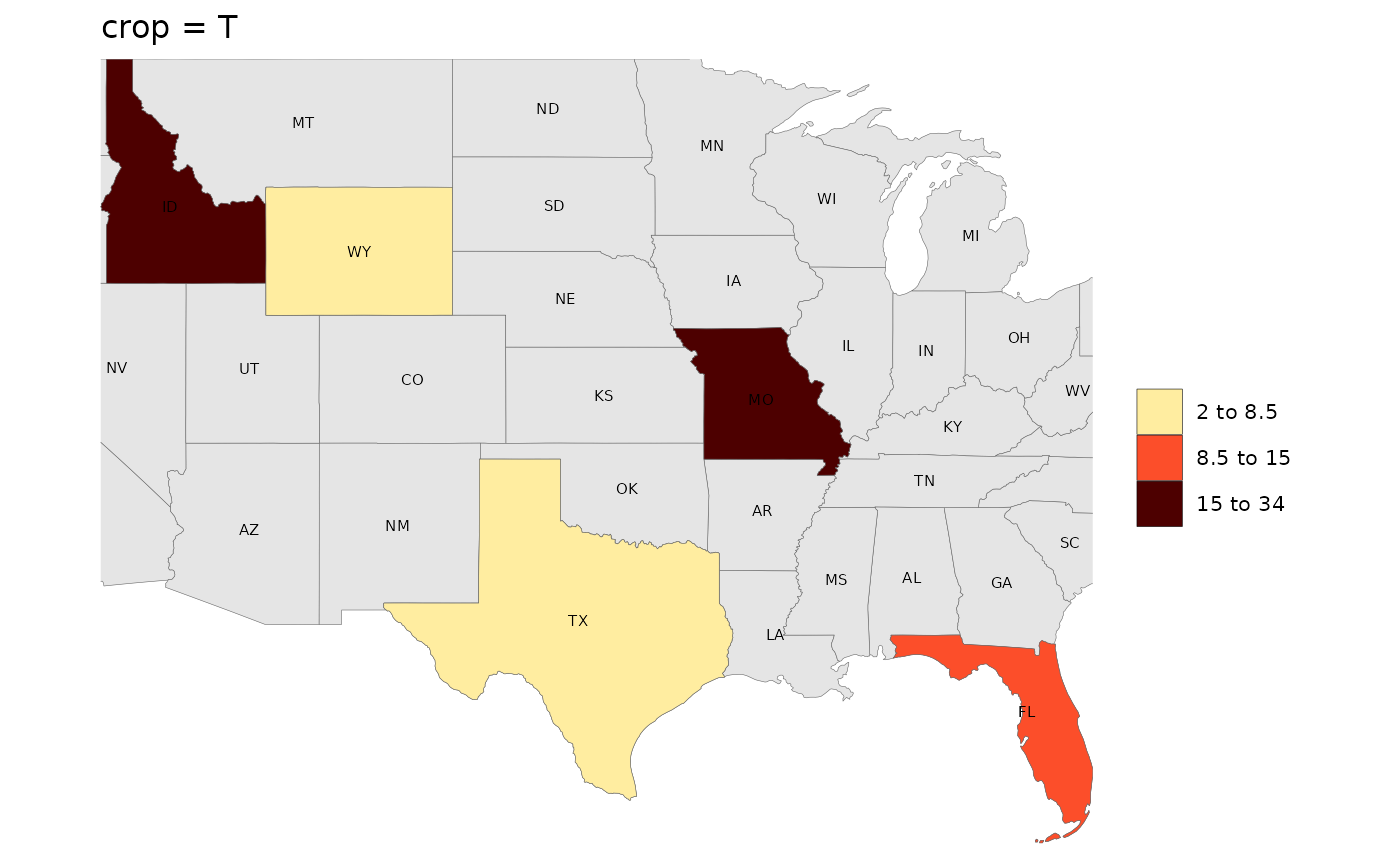 crop = T
MT
ND
MN
ID
SD
WI
WY
MI
NE
IA
NV
UT
CO
KS
MO
IL
IN
OH
WV
KY
AZ
NM
OK
AR
TN
SC
TX
LA
MS
AL
GA
FL
2 to 8.5
8.5 to 15
15 to 34